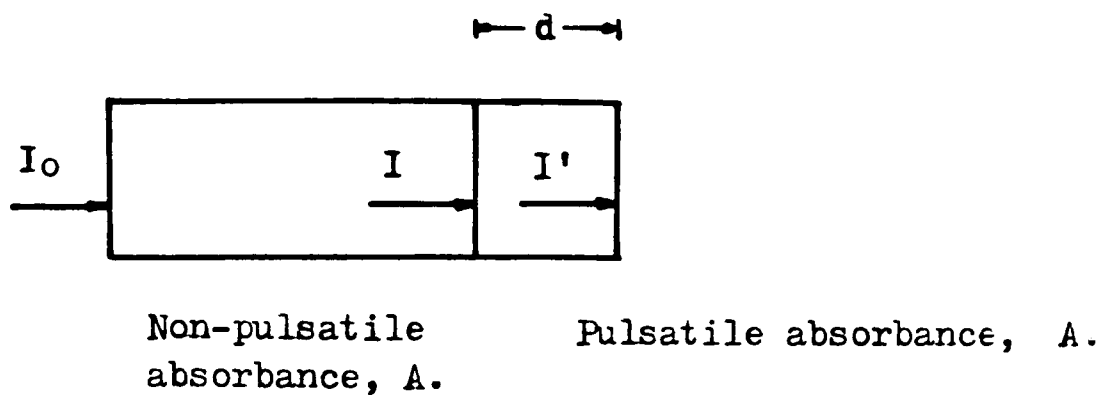 d
Io
I
I'
Non-pulsatile
absorbance, A.
Pulsatile absorbance, A.